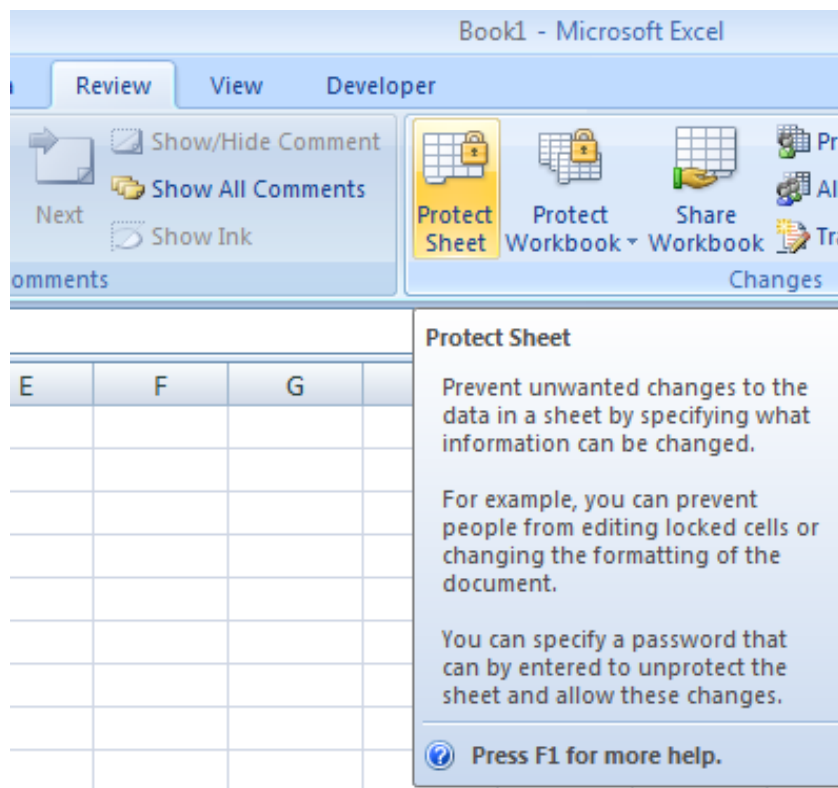 Book1 - Microsoft Excel
Review View Developer
Show/Hide Comment
Show All Comments
Show Ink
Next
Protect Sheet
Protect Workbook
Share Workbook
Changes
Protect Sheet
E F G
Prevent unwanted changes to the
data in a sheet by specifying what
information can be changed.
For example, you can prevent
people from editing locked cells or
changing the formatting of the
document.
You can specify a password that
can by entered to unprotect the
sheet and allow these changes.
Press F1 for more help.